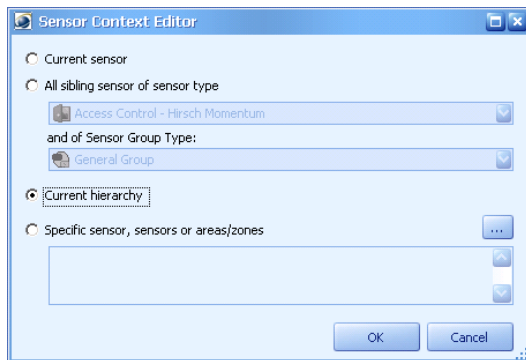 Sensor Context Editor
Current sensor
All sibling sensor of sensor type
Access Control - Hirsch Momentum
and of Sensor Group Type:
General Group
Current hierarchy
Specific sensor, sensors or areas/zones
...
OK Cancel